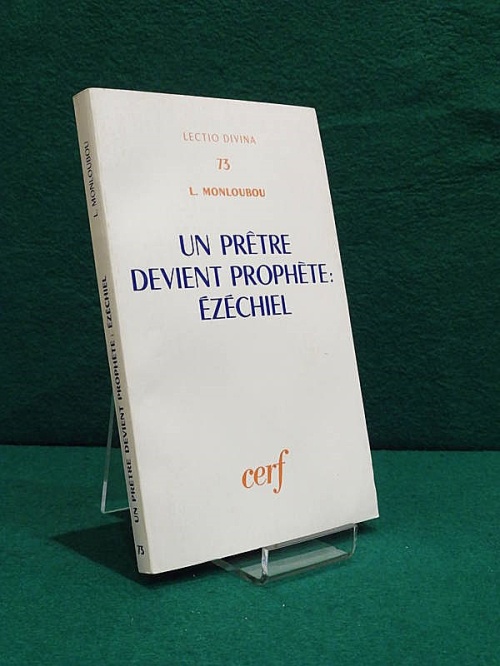 LECTIO DIVINA
73
L. MONLOUBOU
UN PRÊTRE
DEVIENT PROPHÈTE:
ÉZÉCHIEL
cerf
L. MONLOUBOU
UN PRÊTRE DEVIENT PROPHÈTE : ÉZÉCHIEL
73